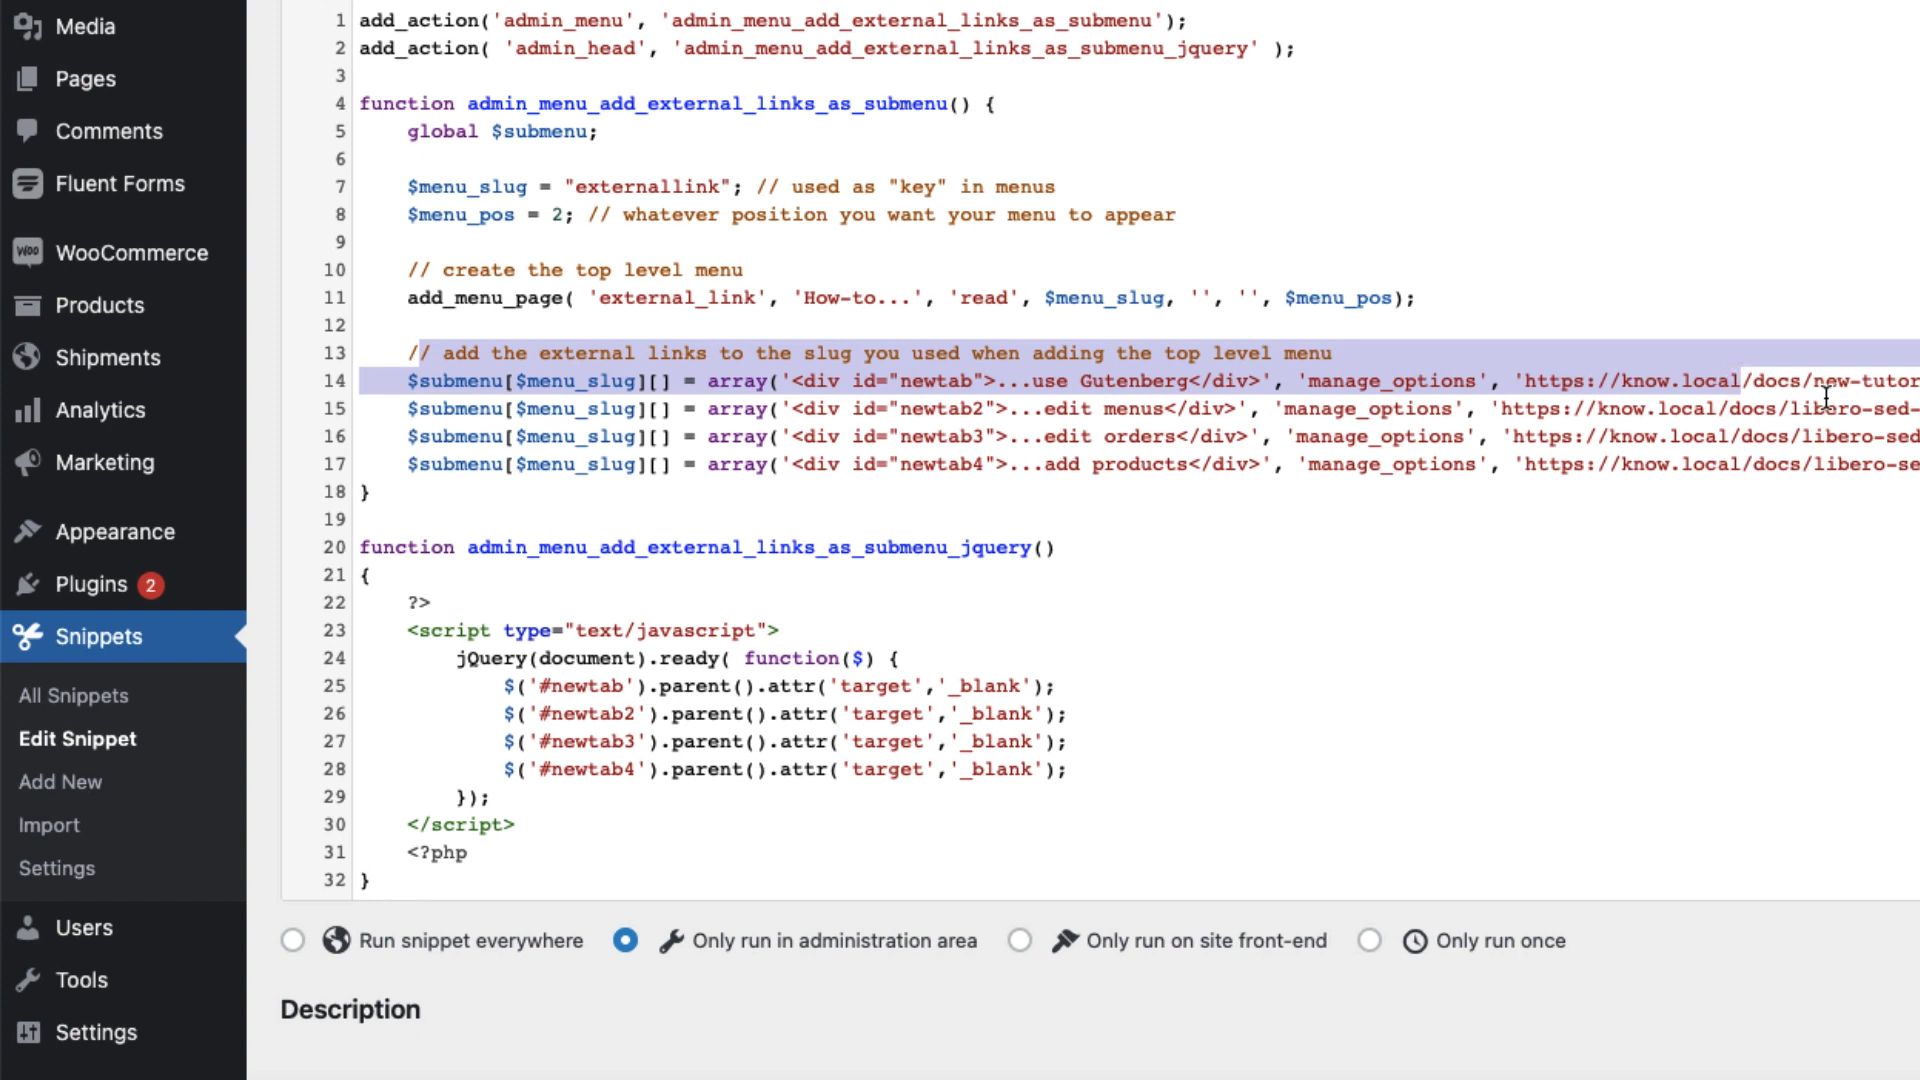 Media
Pages
Comments
Fluent Forms
WOO WooCommerce
Products
Shipments
Analytics
Marketing
Appearance
Plugins 2
Snippets
All Snippets
Edit Snippet
Add New
Import
Settings
Users
Tools
Settings
1 add_action('admin_menu', 'admin_menu_add_external_links_as_submenu');
2 add_action( 'admin_head', 'admin_menu_add_external_links_as_submenu_jquery' );
3
4 function admin_menu_add_external_links_as_submenu() {
5     global $submenu;
6
7     $menu_slug = "externallink"; // used as "key" in menus
8     $menu_pos = 2; // whatever position you want your menu to appear
9
10     // create the top level menu
11     add_menu_page( 'external_link', 'How-to...', 'read', $menu_slug, '', '', $menu_pos);
12
13     // add the external links to the slug you used when adding the top level menu
14     $submenu[$menu_slug][] = array('<div id="newtab">...use Gutenberg</div>', 'manage_options', 'https://know.local/docs/new-tutor
15     $submenu[$menu_slug][] = array('<div id="newtab2">...edit menus</div>', 'manage_options', 'https://know.local/docs/libero-sed-
16     $submenu[$menu_slug][] = array('<div id="newtab3">...edit orders</div>', 'manage_options', 'https://know.local/docs/libero-sed
17     $submenu[$menu_slug][] = array('<div id="newtab4">...add products</div>', 'manage_options', 'https://know.local/docs/libero-se
18 }
19
20 function admin_menu_add_external_links_as_submenu_jquery()
21 {
22     ?>
23     <script type="text/javascript">
24         jQuery(document).ready( function($) {
25             $('#newtab').parent().attr('target','_blank');
26             $('#newtab2').parent().attr('target','_blank');
27             $('#newtab3').parent().attr('target','_blank');
28             $('#newtab4').parent().attr('target','_blank');
29         });
30     </script>
31     <?php
32 }
Run snippet everywhere Only run in administration area Only run on site front-end Only run once
Description